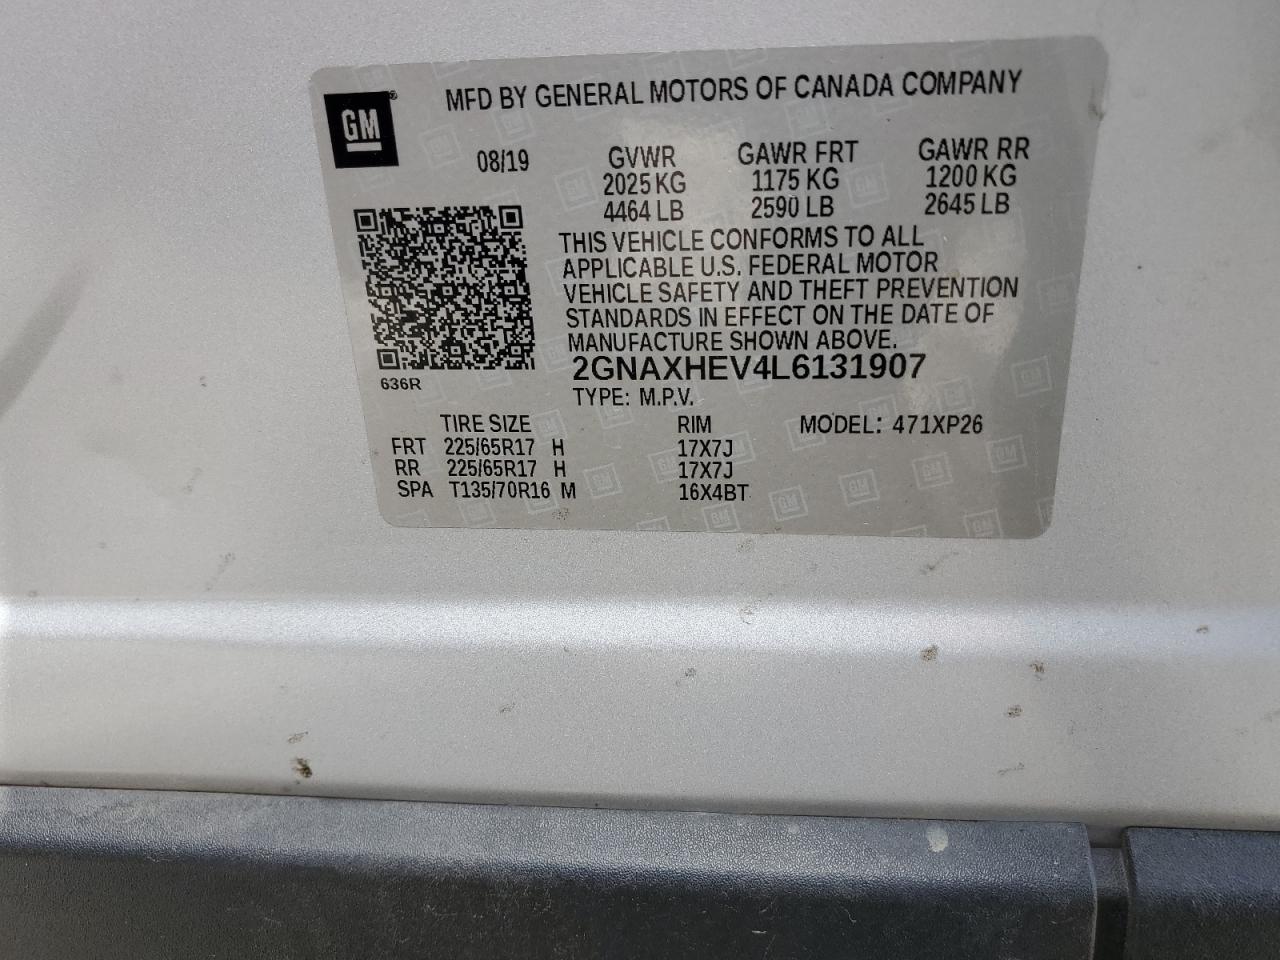 GM
MFD BY GENERAL MOTORS OF CANADA COMPANY
08/19 GVWR GAWR FRT GAWR RR
2025 KG 1175 KG 1200 KG
4464 LB 2590 LB 2645 LB
THIS VEHICLE CONFORMS TO ALL
APPLICABLE U.S. FEDERAL MOTOR
VEHICLE SAFETY AND THEFT PREVENTION
STANDARDS IN EFFECT ON THE DATE OF
MANUFACTURE SHOWN ABOVE.
2GNAXHEV4L6131907
636R
TYPE: M.P.V.
TIRE SIZE RIM MODEL: 471XP26
FRT 225/65R17 H 17X7J
RR 225/65R17 H 17X7J
SPA T135/70R16 M 16X4BT